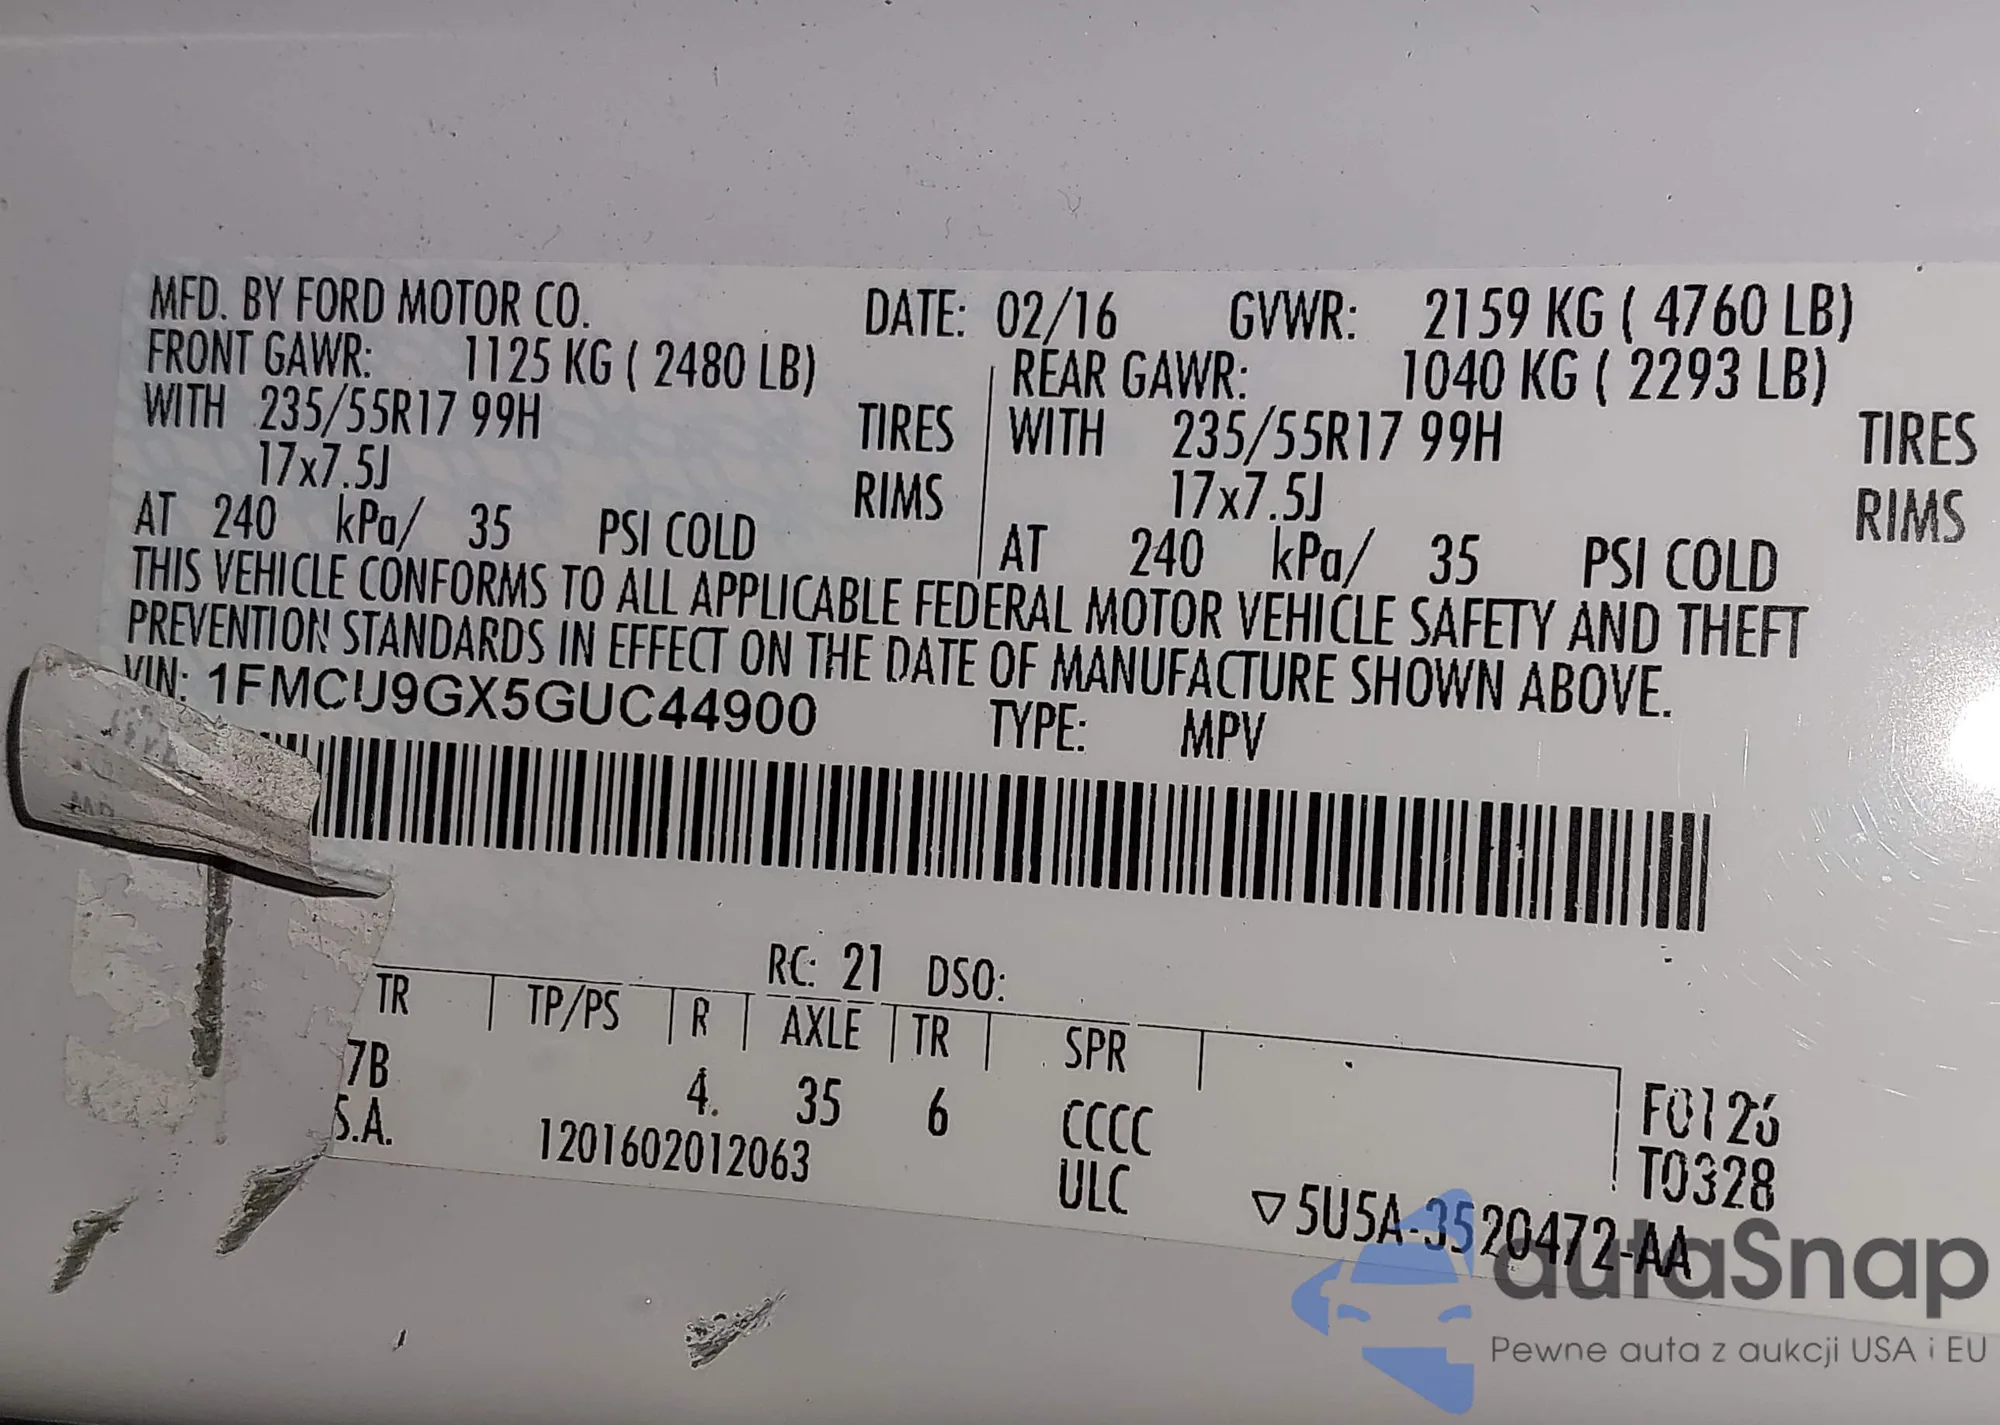 MFD. BY FORD MOTOR CO. DATE: 02/16 GVWR: 2159 KG ( 4760 LB)
FRONT GAWR: 1125 KG ( 2480 LB) REAR GAWR: 1040 KG ( 2293 LB)
WITH 235/55R17 99H TIRES WITH 235/55R17 99H TIRES
17x7.5J RIMS 17x7.5J RIMS
AT 240 kPa/ 35 PSI COLD AT 240 kPa/ 35 PSI COLD
THIS VEHICLE CONFORMS TO ALL APPLICABLE FEDERAL MOTOR VEHICLE SAFETY AND THEFT
PREVENTION STANDARDS IN EFFECT ON THE DATE OF MANUFACTURE SHOWN ABOVE.
VIN: 1FMCU9GX5GUC44900 TYPE: MPV
RC: 21 DSO:
TR TP/PS R AXLE TR SPR
7B 4. 35 6 CCCC F0126
S.A. 1201602012063 ULC T0328
▽5U5A-3520472-AA
autaSnap
Pewne auta z aukcji USA i EU